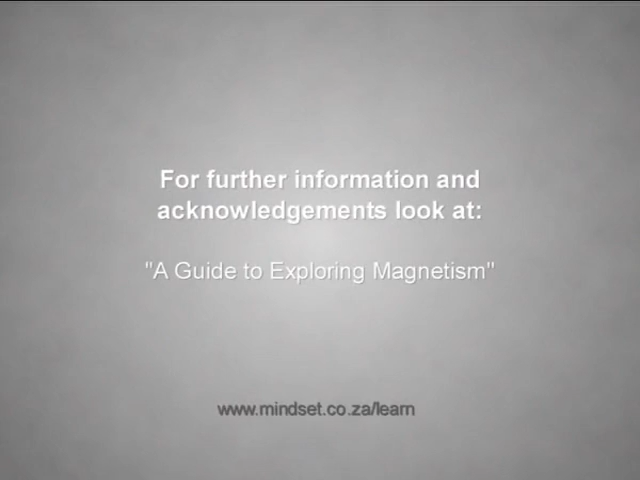 For further information and
acknowledgements look at:
"A Guide to Exploring Magnetism"
www.mindset.co.za/learn